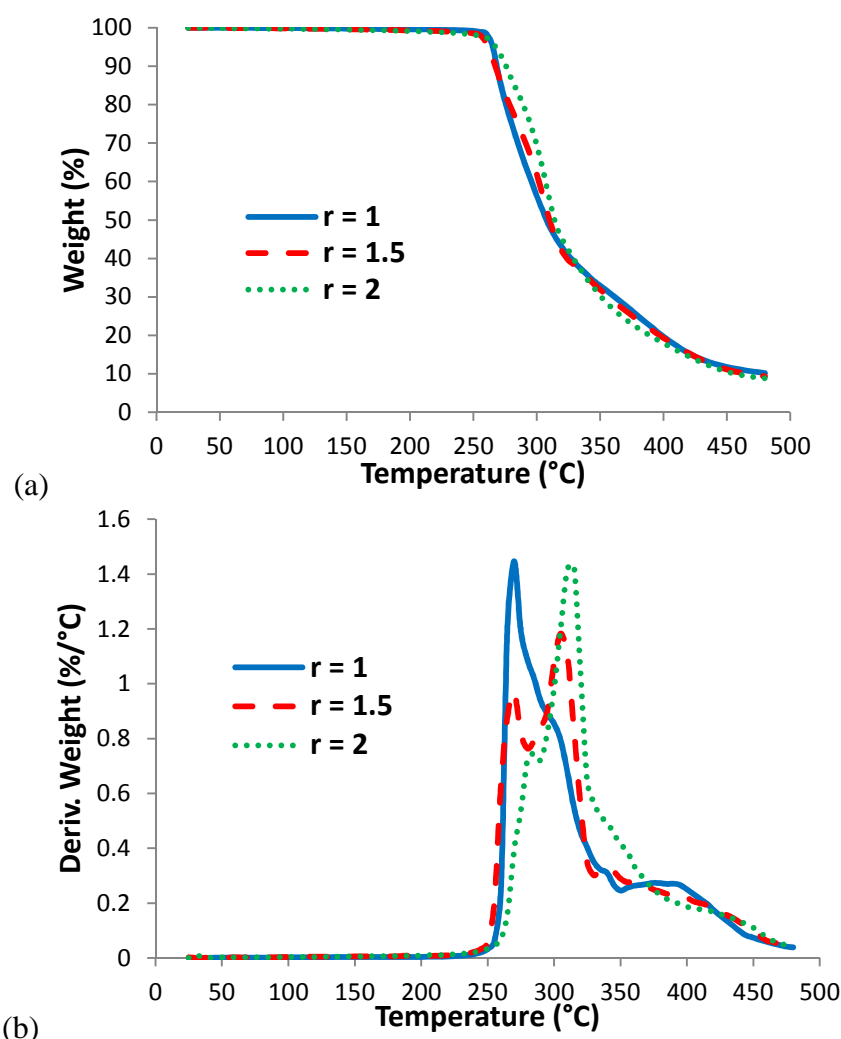 100
90
80
70
60
50
40
30
20
10
0
Weight (%)
r = 1
r = 1.5
r = 2
0 50 100 150 200 250 300 350 400 450 500
Temperature (°C)
(a)
1.6
1.4
1.2
1
0.8
0.6
0.4
0.2
0
Deriv. Weight (%/°C)
r = 1
r = 1.5
r = 2
0 50 100 150 200 250 300 350 400 450 500
Temperature (°C)
(b)